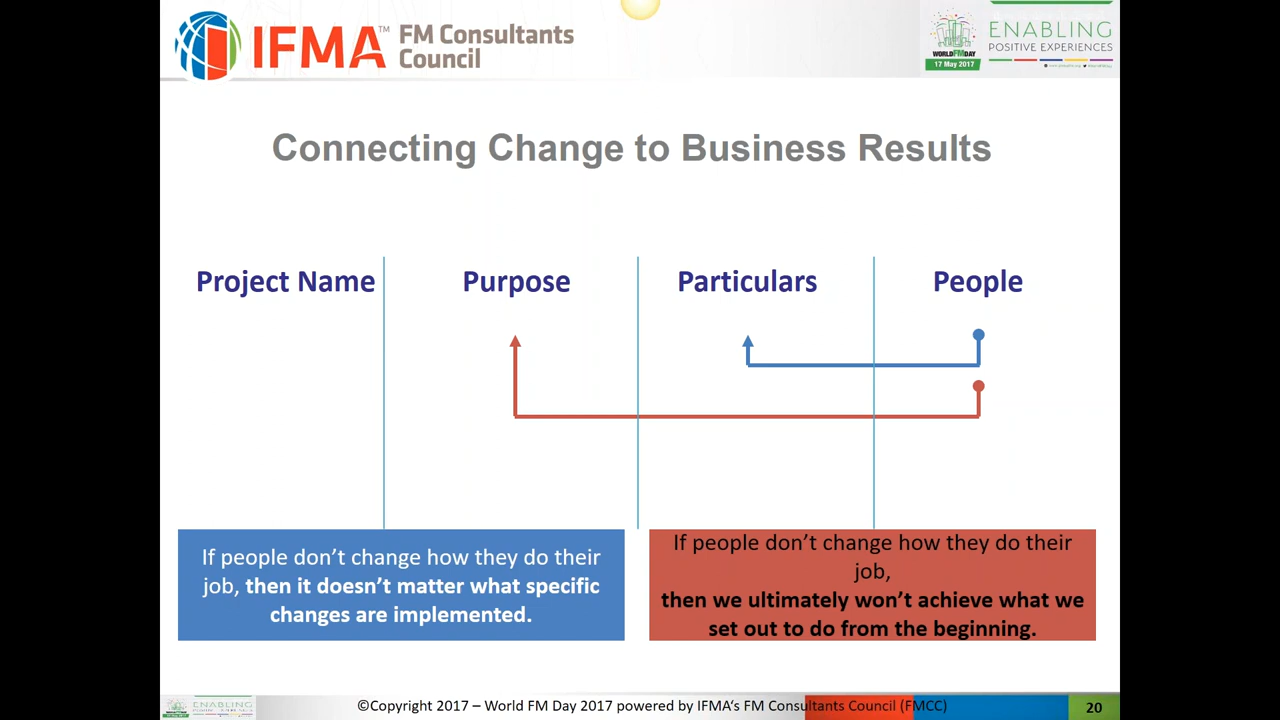 IFMA™ FM Consultants
Council
WORLD FM DAY
17 May 2017
ENABLING
POSITIVE EXPERIENCES
Connecting Change to Business Results
Project Name
Purpose
Particulars
People
If people don’t change how they do their
job, then it doesn’t matter what specific
changes are implemented.
If people don’t change how they do their
job,
then we ultimately won’t achieve what we
set out to do from the beginning.
ENABLING
©Copyright 2017 – World FM Day 2017 powered by IFMA‘s FM Consultants Council (FMCC)
20